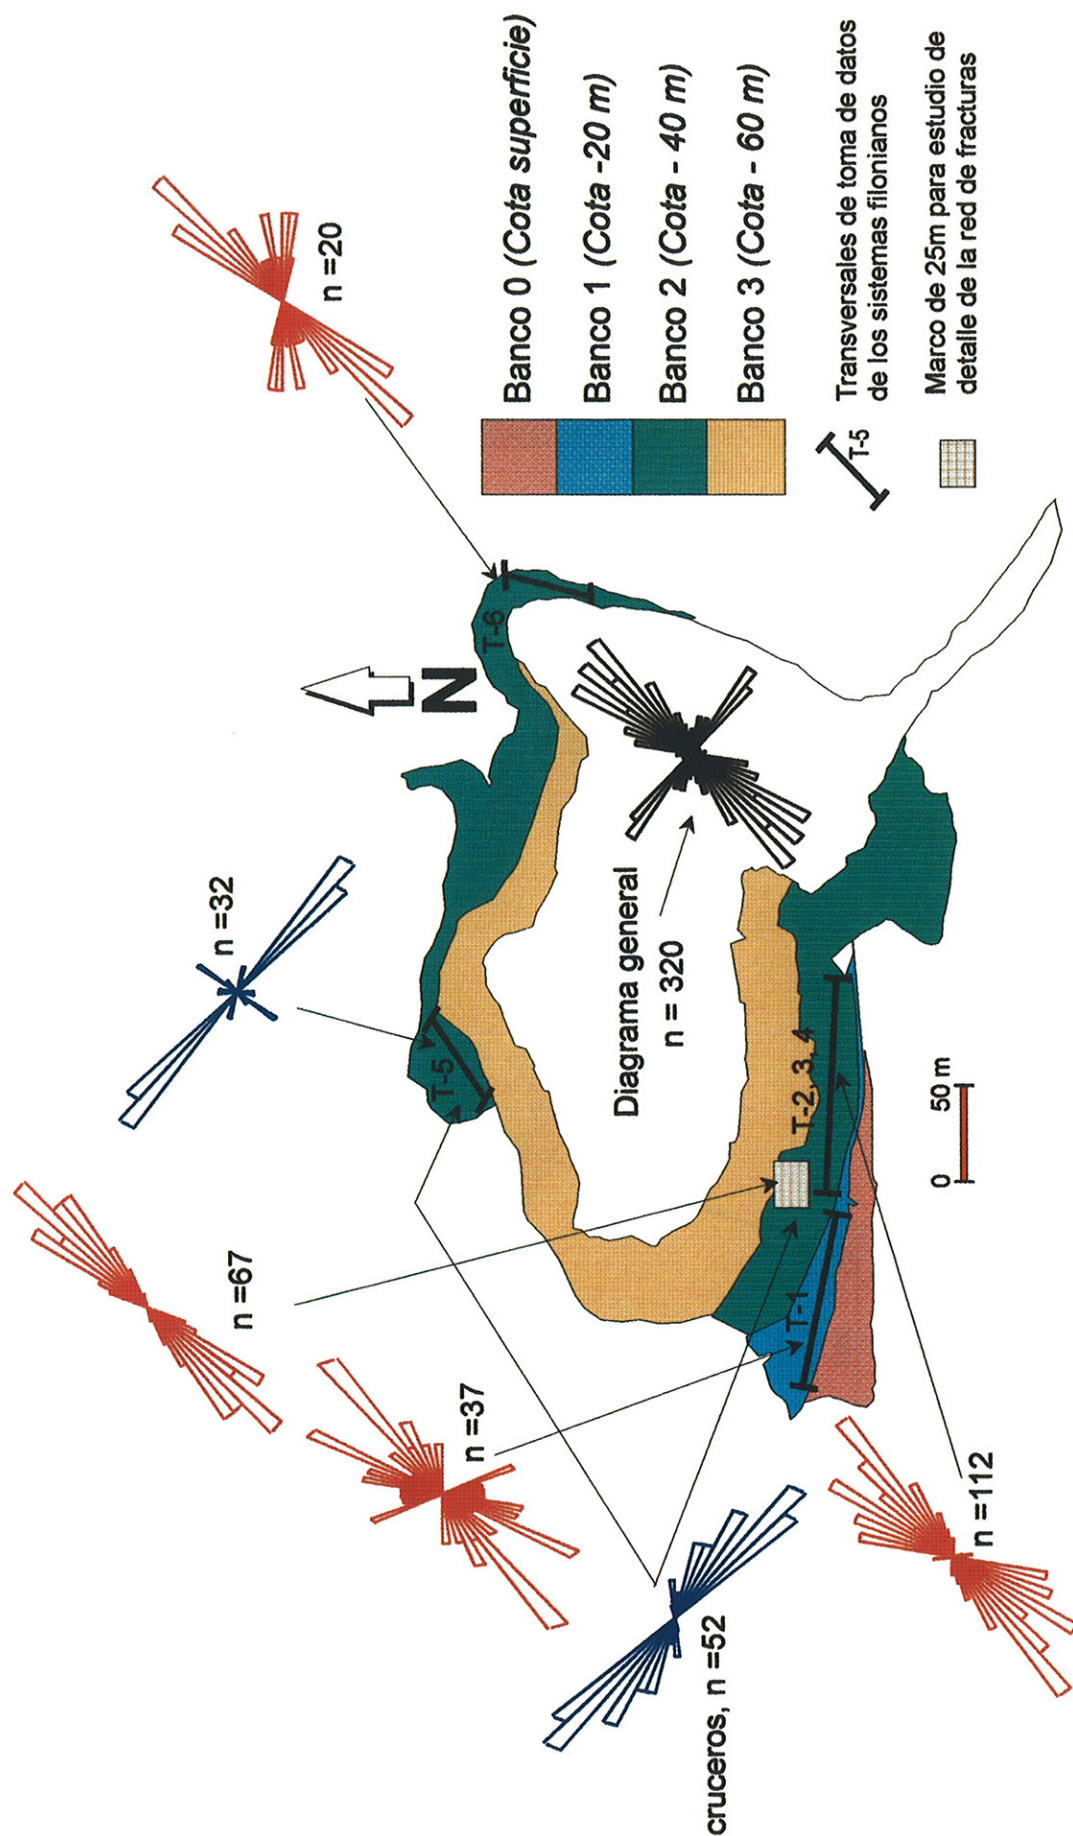 n =20
n =32
n =67
n =37
cruceros, n =52
n =112
N
T-6
T-5
T-1
T-2, 3, 4
Diagrama general
n = 320
0 50 m
Banco 0 (Cota superficie)
Banco 1 (Cota -20 m)
Banco 2 (Cota - 40 m)
Banco 3 (Cota - 60 m)
T-5
Transversales de toma de datos
de los sistemas filonianos
Marco de 25m para estudio de
detalle de la red de fracturas